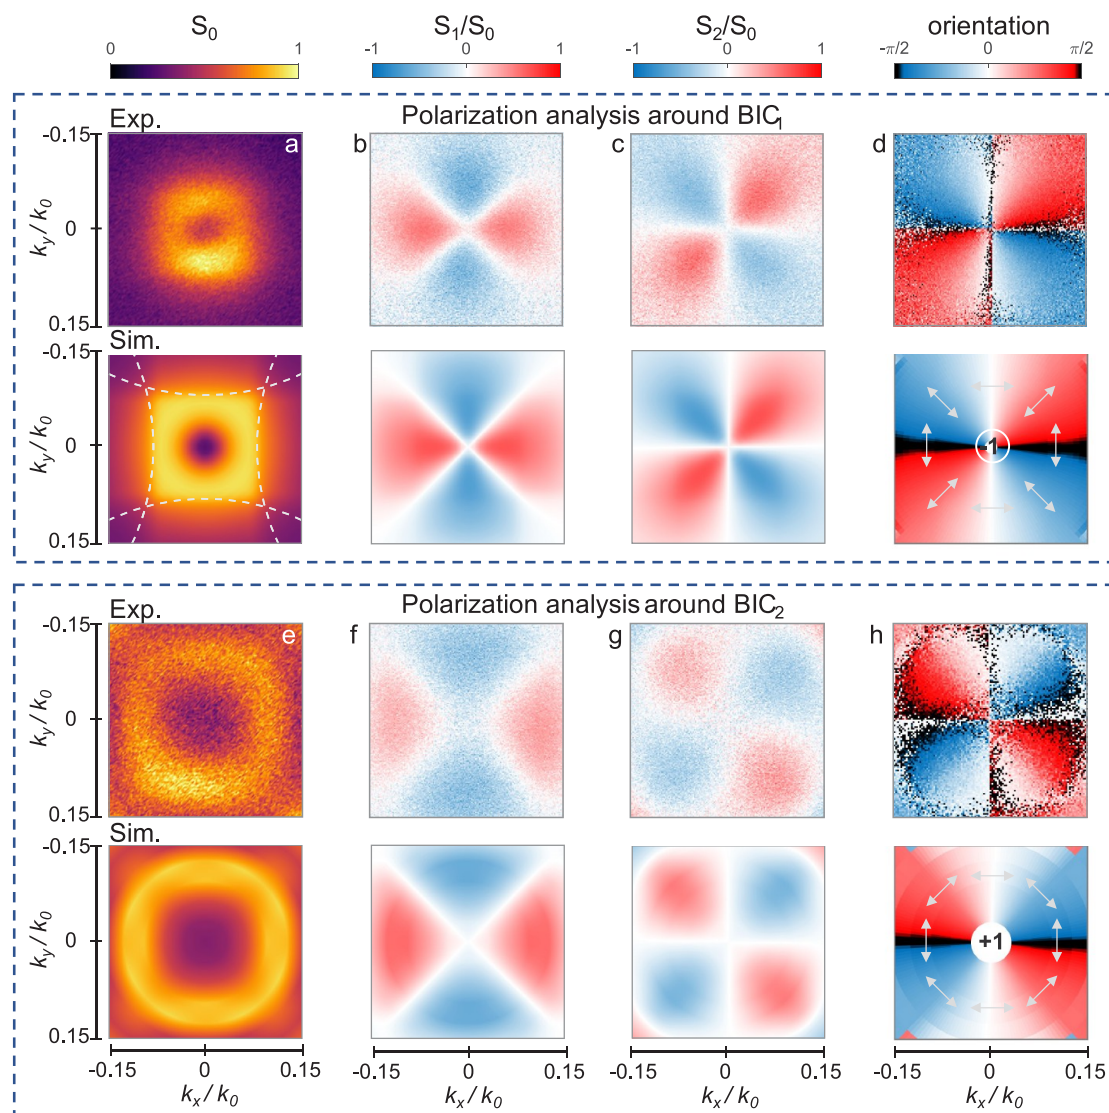 S0 S1/S0 S2/S0 orientation
0 1 -1 0 1 -1 0 1 -π/2 0 π/2
Exp. Polarization analysis around BIC1
-0.15 a b c d
ky/k0 0
0.15
Sim.
-0.15
ky/k0 0 -1
0.15
Exp. Polarization analysis around BIC2
-0.15 e f g h
ky/k0 0
0.15
Sim.
-0.15
ky/k0 0 +1
0.15
-0.15 0 0.15 -0.15 0 0.15 -0.15 0 0.15 -0.15 0 0.15
kx/k0 kx/k0 kx/k0 kx/k0